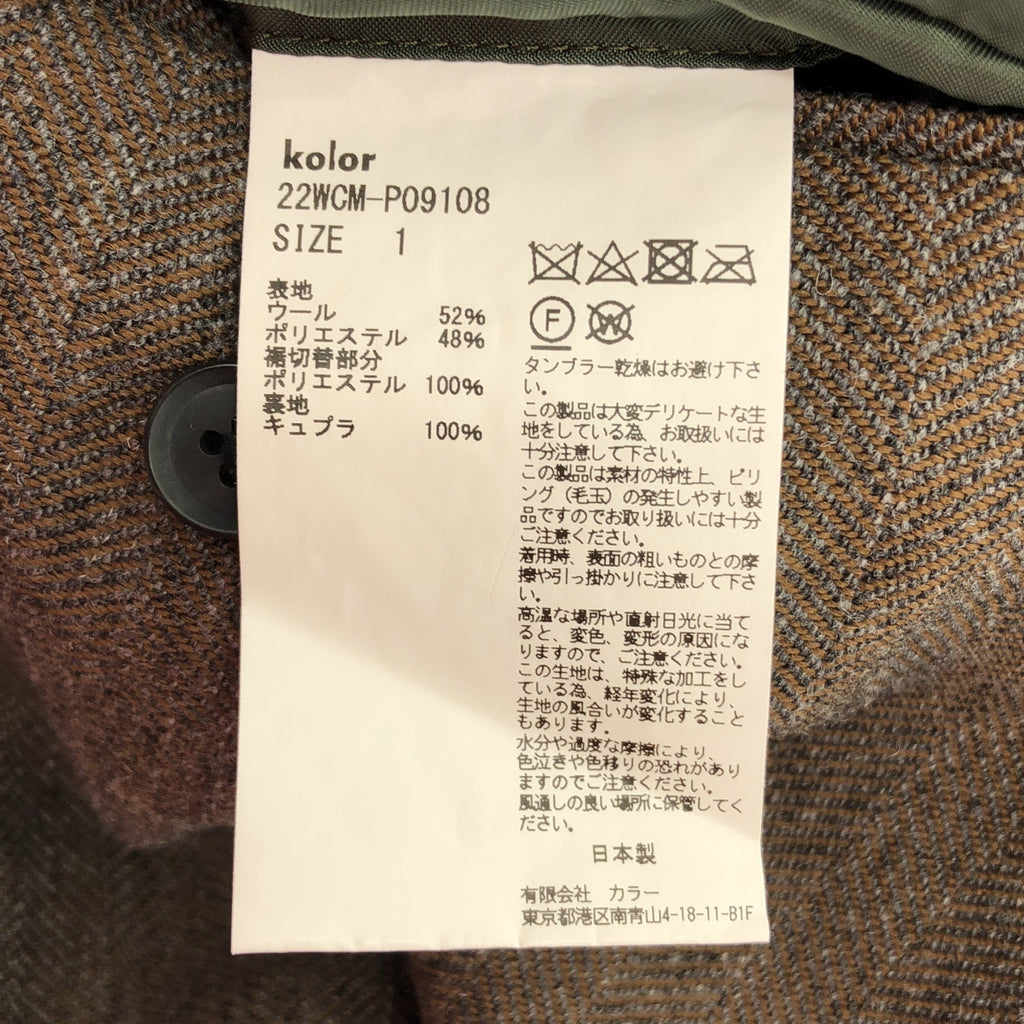 kolor
22WCM-P09108
SIZE 1
表地
ウール 52%
ポリエステル 48%
裾切替部分
ポリエステル 100%
裏地
キュプラ 100%
F W
タンブラー乾燥はお避け下さ
い。
この製品は大変デリケートな生
地をしている為、お取扱いには
十分注意して下さい。
この製品は素材の特性上、ピリ
ング（毛玉）の発生しやすい製
品ですのでお取り扱いには十分
ご注意ください。
着用時、表面の粗いものとの摩
擦や引っ掛かりに注意して下さ
い。
高温な場所や直射日光に当て
ると、変色、変形の原因にな
りますので、ご注意ください。
この生地は、特殊な加工をし
ている為、経年変化により、
生地の風合いが変化すること
もあります。
水分や過度な摩擦により、
色泣きや色移りの恐れがあり
ますのでご注意ください。
風通しの良い場所に保管してく
ださい。
日本製
有限会社 カラー
東京都港区南青山4-18-11-B1F